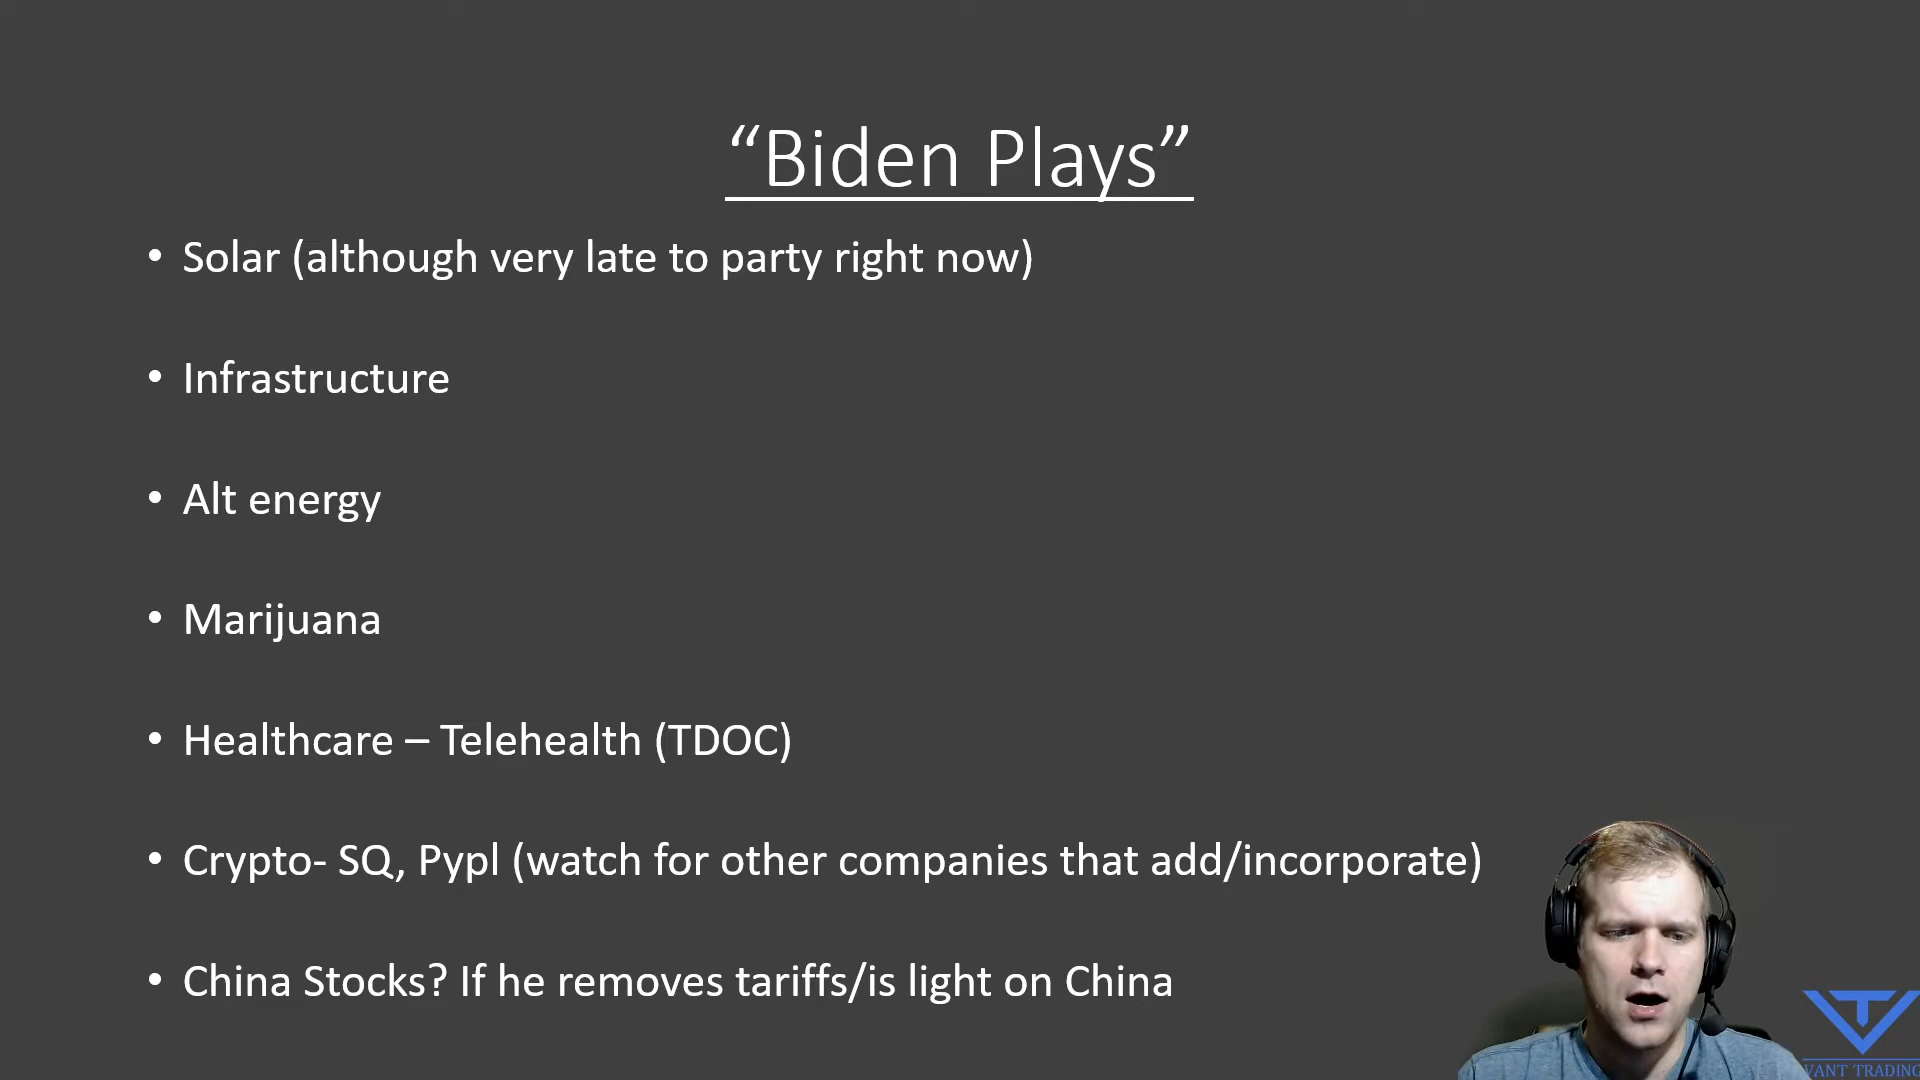 “Biden Plays”
• Solar (although very late to party right now)
• Infrastructure
• Alt energy
• Marijuana
• Healthcare – Telehealth (TDOC)
• Crypto- SQ, Pypl (watch for other companies that add/incorporate)
• China Stocks? If he removes tariffs/is light on China
VANT TRADING